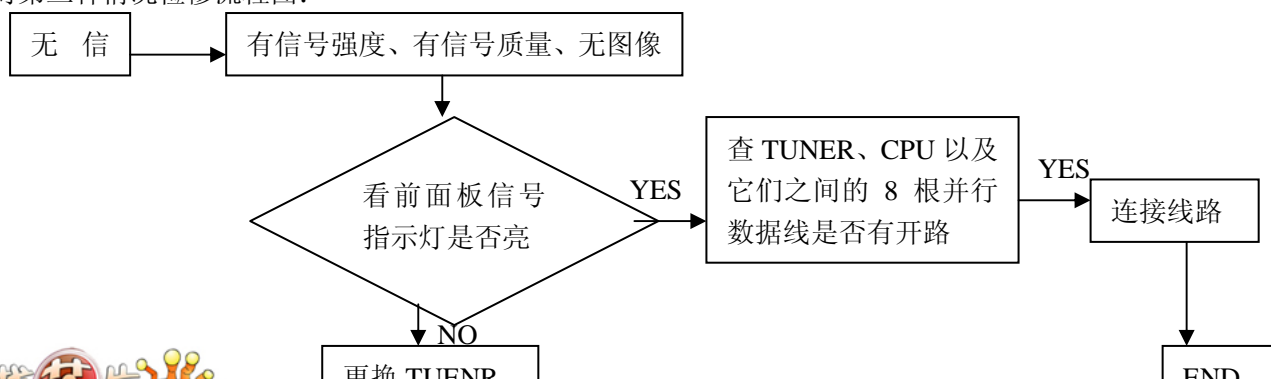 无 信
有信号强度、有信号质量、无图像
看前面板信号
指示灯是否亮
YES
查 TUNER、CPU 以及
它们之间的 8 根并行
数据线是否有开路
YES
连接线路
NO
更换 TUENR
END